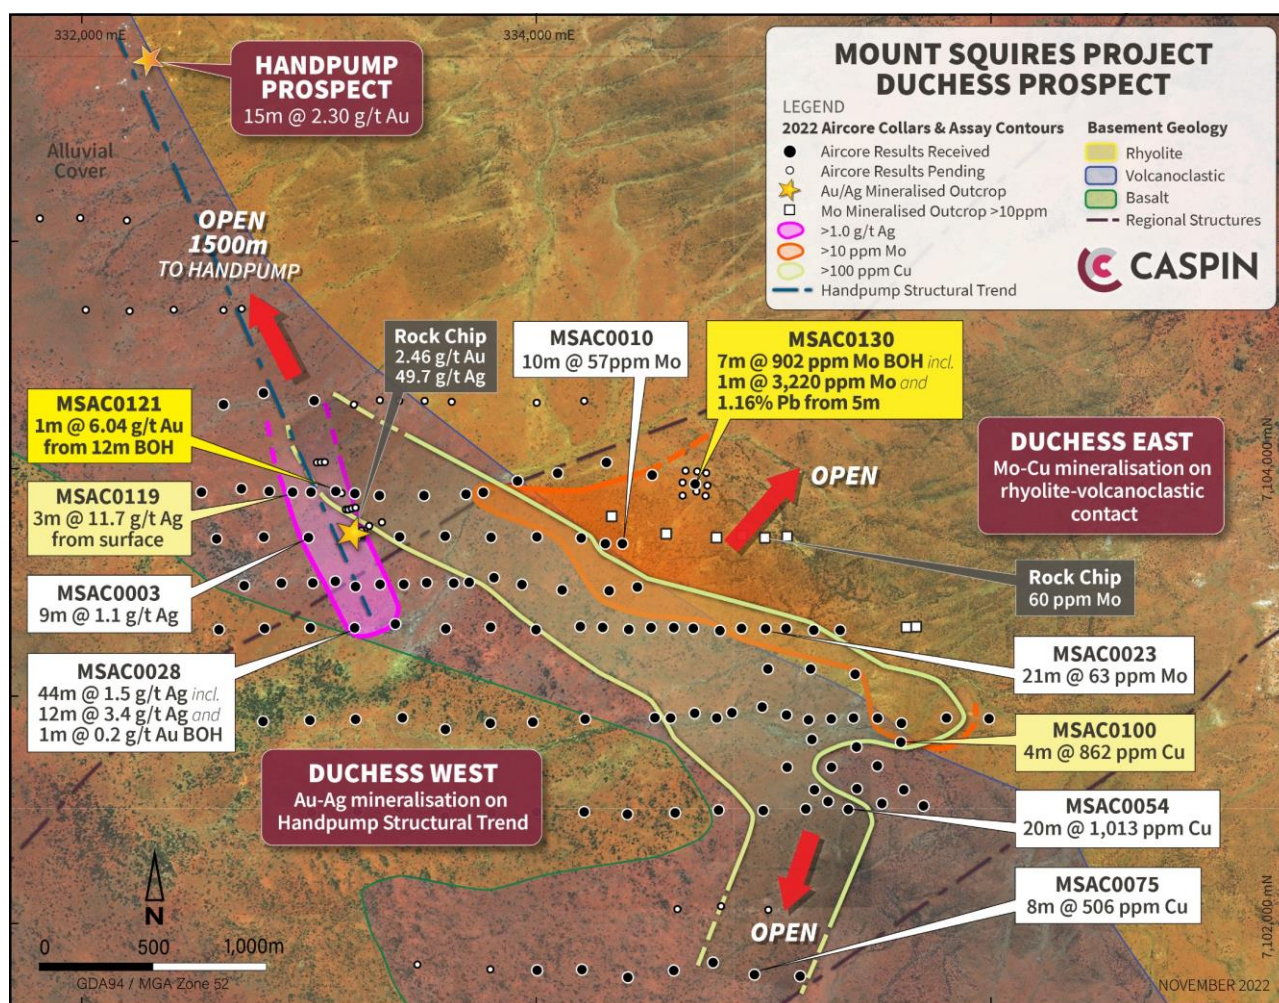 332,000 mE
334,000 mE
HANDPUMP
PROSPECT
15m @ 2.30 g/t Au
Alluvial
Cover
OPEN
1500m
TO HANDPUMP
MOUNT SQUIRES PROJECT
DUCHESS PROSPECT
LEGEND
2022 Aircore Collars & Assay Contours
Aircore Results Received
Aircore Results Pending
Au/Ag Mineralised Outcrop
Mo Mineralised Outcrop >10ppm
>1.0 g/t Ag
>10 ppm Mo
>100 ppm Cu
Handpump Structural Trend
Basement Geology
Rhyolite
Volcanoclastic
Basalt
Regional Structures
CASPIN
Rock Chip
2.46 g/t Au
49.7 g/t Ag
MSAC0010
10m @ 57ppm Mo
MSAC0130
7m @ 902 ppm Mo BOH incl.
1m @ 3,220 ppm Mo and
1.16% Pb from 5m
MSAC0121
1m @ 6.04 g/t Au
from 12m BOH
MSAC0119
3m @ 11.7 g/t Ag
from surface
MSAC0003
9m @ 1.1 g/t Ag
MSAC0028
44m @ 1.5 g/t Ag incl.
12m @ 3.4 g/t Ag and
1m @ 0.2 g/t Au BOH
OPEN
DUCHESS EAST
Mo-Cu mineralisation on
rhyolite-volcanoclastic
contact
7,104,000 mN
Rock Chip
60 ppm Mo
MSAC0023
21m @ 63 ppm Mo
MSAC0100
4m @ 862 ppm Cu
MSAC0054
20m @ 1,013 ppm Cu
MSAC0075
8m @ 506 ppm Cu
DUCHESS WEST
Au-Ag mineralisation on
Handpump Structural Trend
OPEN
7,102,000 mN
N
0 500 1,000m
GDA94 / MGA Zone 52
NOVEMBER 2022